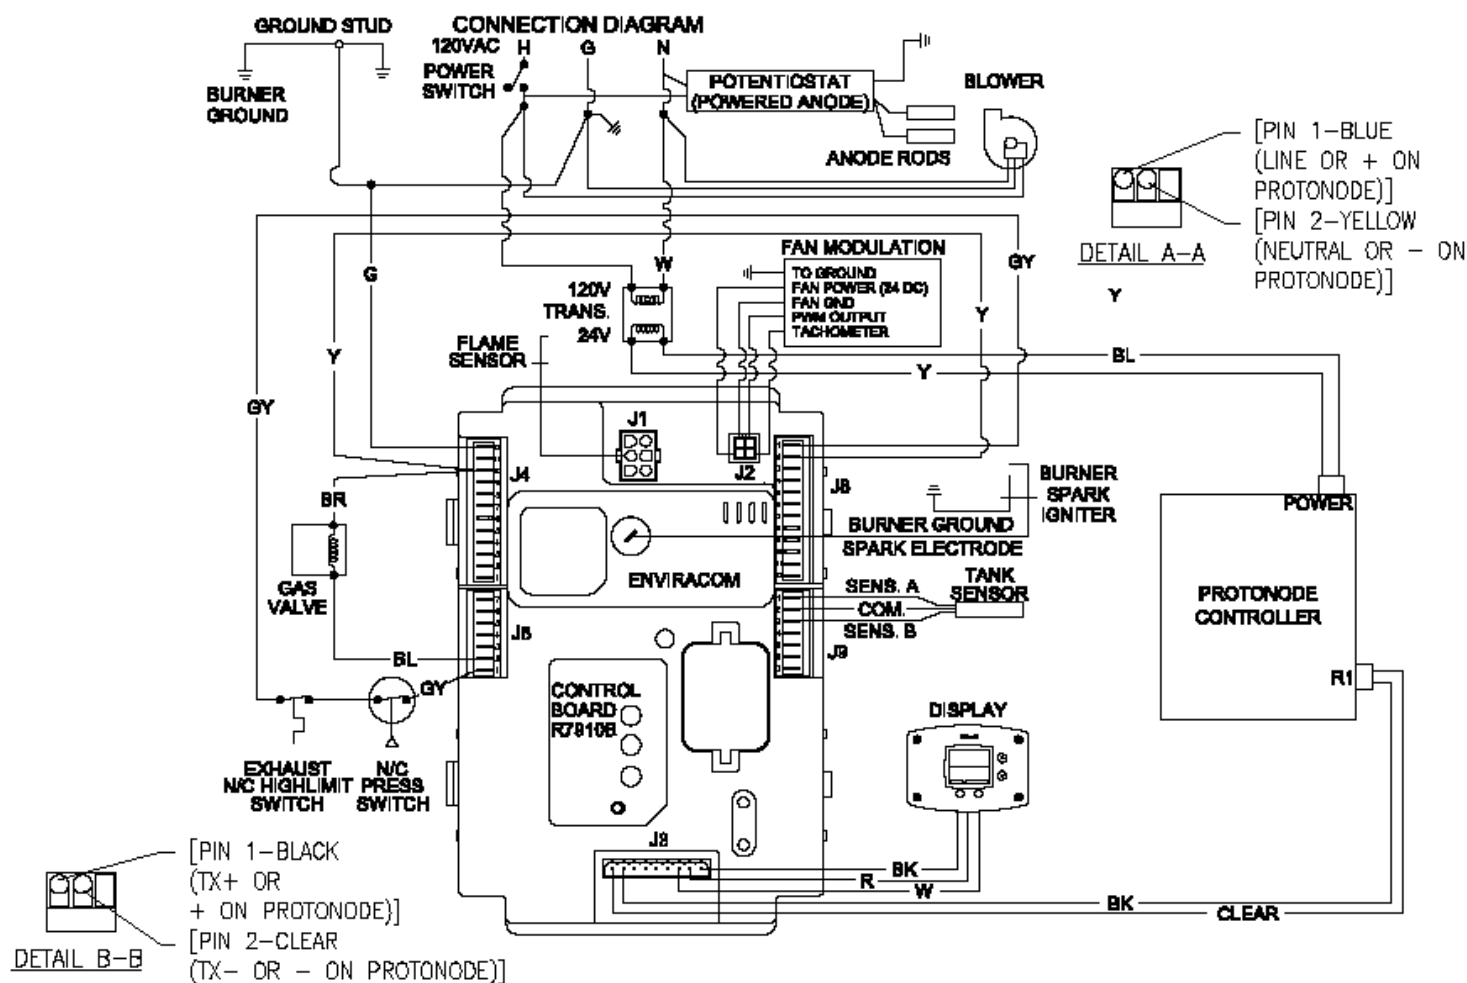 CONNECTION DIAGRAM
GROUND STUD
120VAC H G N
POWER
SWITCH
BURNER
GROUND
POTENTIOSTAT
(POWERED ANODE)
BLOWER
ANODE RODS
[PIN 1-BLUE
(LINE OR + ON
PROTONODE)]
[PIN 2-YELLOW
(NEUTRAL OR - ON
PROTONODE)]
DETAIL A-A
Y
G
W
GY
FAN MODULATION
TO GROUND
FAN POWER (24 DC)
FAN GND
PWM OUTPUT
TACHOMETER
120V
TRANS.
24V
Y
FLAME
SENSOR
Y
BL
Y
GY
J1
J2
J4
J8
BR
BURNER
SPARK
IGNITER
BURNER GROUND
SPARK ELECTRODE
POWER
GAS
VALVE
ENVIRACOM
SENS. A
COM.
SENS. B
TANK
SENSOR
PROTONODE
CONTROLLER
J5
J9
BL
GY
R1
CONTROL
BOARD
R7910B
DISPLAY
EXHAUST
N/C HIGHLIMIT
SWITCH
N/C
PRESS
SWITCH
J3
BK
R
W
BK
CLEAR
[PIN 1-BLACK
(TX+ OR
+ ON PROTONODE)]
[PIN 2-CLEAR
(TX- OR - ON PROTONODE)]
DETAIL B-B